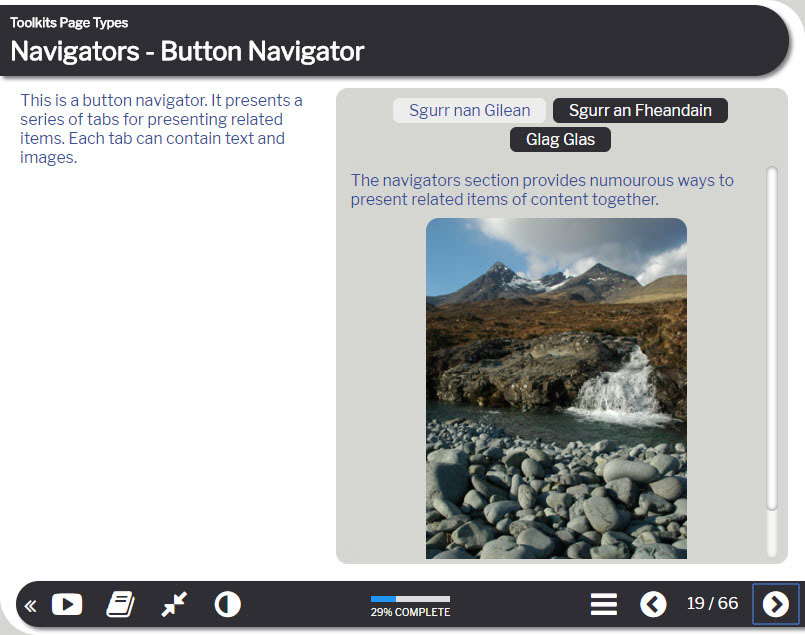 Toolkits Page Types
Navigators - Button Navigator
This is a button navigator. It presents a
series of tabs for presenting related
items. Each tab can contain text and
images.
Sgurr nan Gilean
Sgurr an Fheandain
Glag Glas
The navigators section provides numourous ways to
present related items of content together.
«
29% COMPLETE
19 / 66